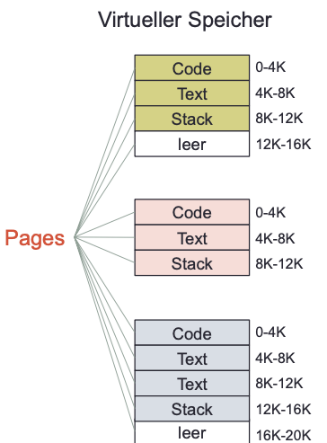 Virtueller Speicher
Code 0-4K
Text 4K-8K
Stack 8K-12K
leer 12K-16K
Pages
Code 0-4K
Text 4K-8K
Stack 8K-12K
Code 0-4K
Text 4K-8K
Text 8K-12K
Stack 12K-16K
leer 16K-20K